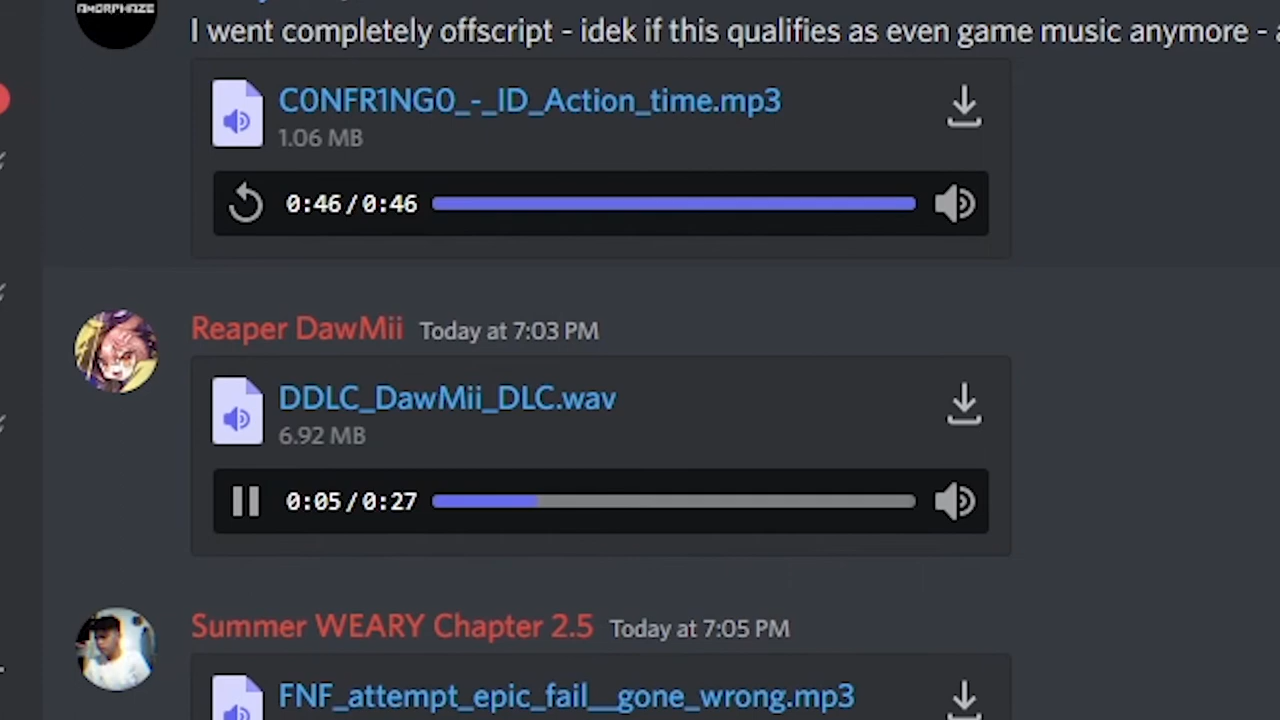 AMORPHAZE
I went completely offscript - idek if this qualifies as even game music anymore -
C0NFR1NG0_-_ID_Action_time.mp3
1.06 MB
0:46/0:46
Reaper DawMii Today at 7:03 PM
DDLC_DawMii_DLC.wav
6.92 MB
0:05/0:27
Summer WEARY Chapter 2.5 Today at 7:05 PM
FNF_attempt_epic_fail__gone_wrong.mp3